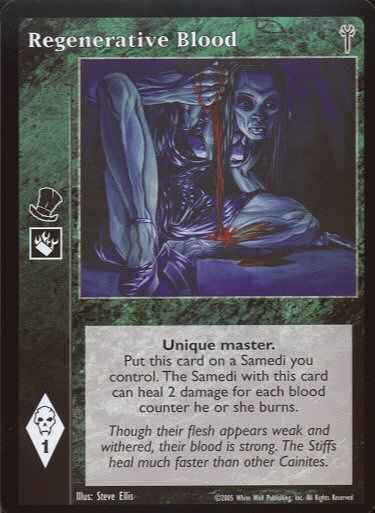 Regenerative Blood
Unique master.
Put this card on a Samedi you
control. The Samedi with this card
can heal 2 damage for each blood
counter he or she burns.
Though their flesh appears weak and
withered, their blood is strong. The Stiffs
heal much faster than other Cainites.
1
Illus: Steve Ellis
©2005 White Wolf Publishing, Inc. All Rights Reserved